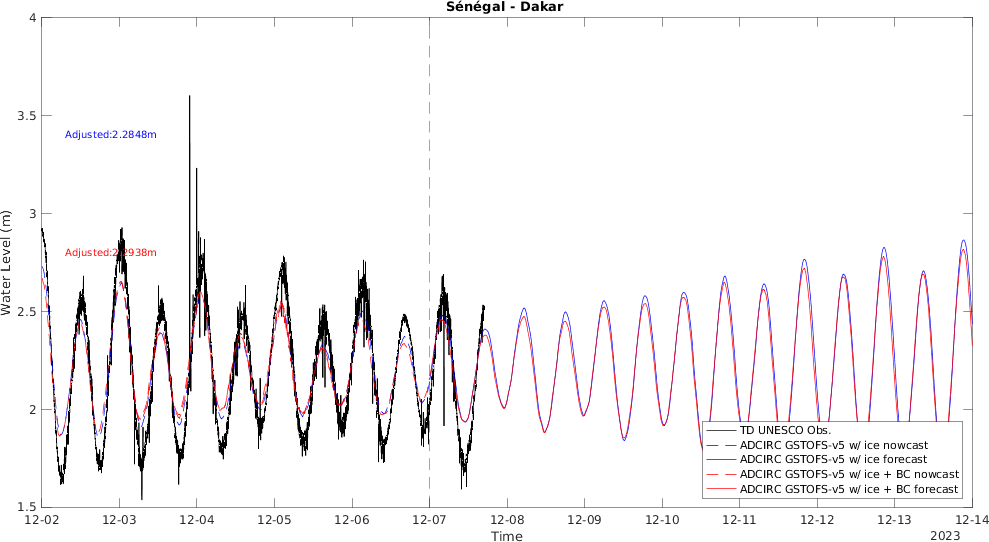 Sénégal - Dakar
4
3.5
3
2.5
2
1.5
Water Level (m)
Adjusted:2.2848m
Adjusted:2.2938m
TD UNESCO Obs.
ADCIRC GSTOFS-v5 w/ ice nowcast
ADCIRC GSTOFS-v5 w/ ice forecast
ADCIRC GSTOFS-v5 w/ ice + BC nowcast
ADCIRC GSTOFS-v5 w/ ice + BC forecast
12-02 12-03 12-04 12-05 12-06 12-07 12-08 12-09 12-10 12-11 12-12 12-13 12-14
Time
2023